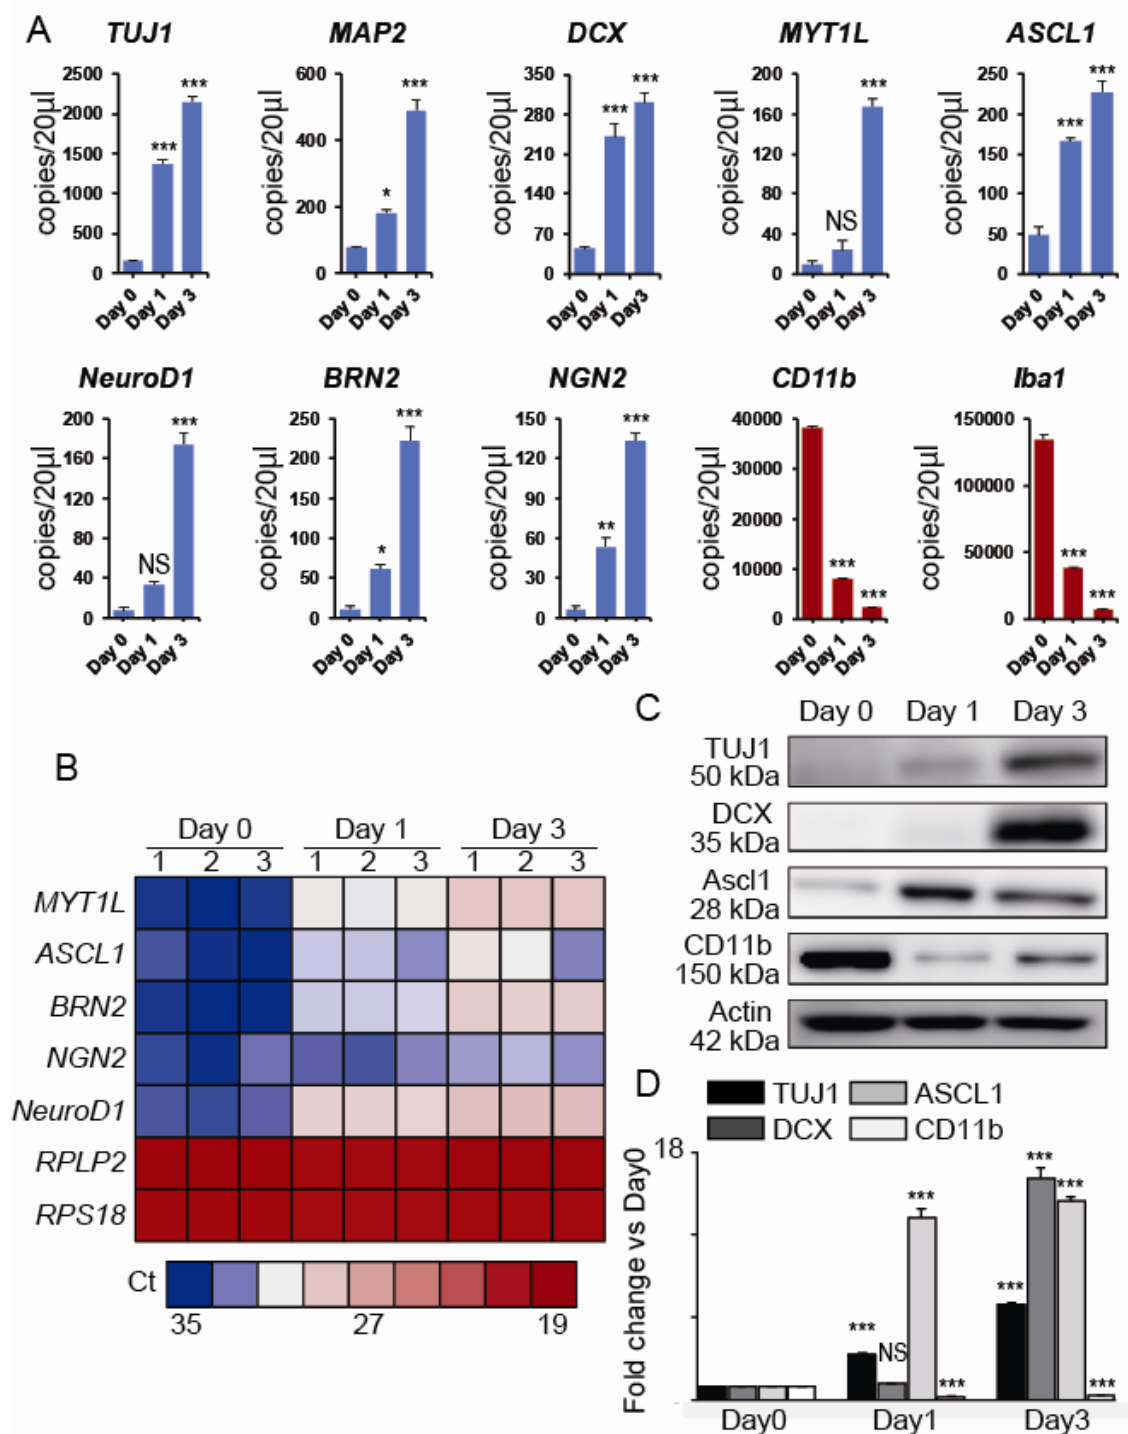 A
TUJ1 MAP2 DCX MYT1L ASCL1
copies/20µl
2500
2000
1500
1000
500
0
***
***
Day 0 Day 1 Day 3
copies/20µl
600
400
200
0
*
***
Day 0 Day 1 Day 3
copies/20µl
350
280
210
140
70
0
***
***
Day 0 Day 1 Day3
copies/20µl
200
160
120
80
40
0
NS
***
Day 0 Day 1 Day 3
copies/20µl
250
200
150
100
50
0
***
***
Day 0 Day 1 Day 3
NeuroD1 BRN2 NGN2 CD11b Iba1
copies/20µl
200
160
120
80
40
0
NS
***
Day 0 Day 1 Day 3
copies/20µl
250
200
150
100
50
0
*
***
Day 0 Day 1 Day 3
copies/20µl
150
120
90
60
30
0
**
***
Day 0 Day 1 Day 3
copies/20µl
40000
30000
20000
10000
0
***
***
Day 0 Day 1 Day 3
copies/20µl
150000
100000
50000
0
***
***
Day 0 Day 1 Day 3
B
Day 0 Day 1 Day 3
1 2 3 1 2 3 1 2 3
MYT1L
ASCL1
BRN2
NGN2
NeuroD1
RPLP2
RPS18
Ct
35 27 19
C
Day 0 Day 1 Day 3
TUJ1
50 kDa
DCX
35 kDa
Ascl1
28 kDa
CD11b
150 kDa
Actin
42 kDa
D
TUJ1 ASCL1
DCX CD11b
Fold change vs Day0
18
*** NS *** ***
*** *** *** ***
Day0 Day1 Day3